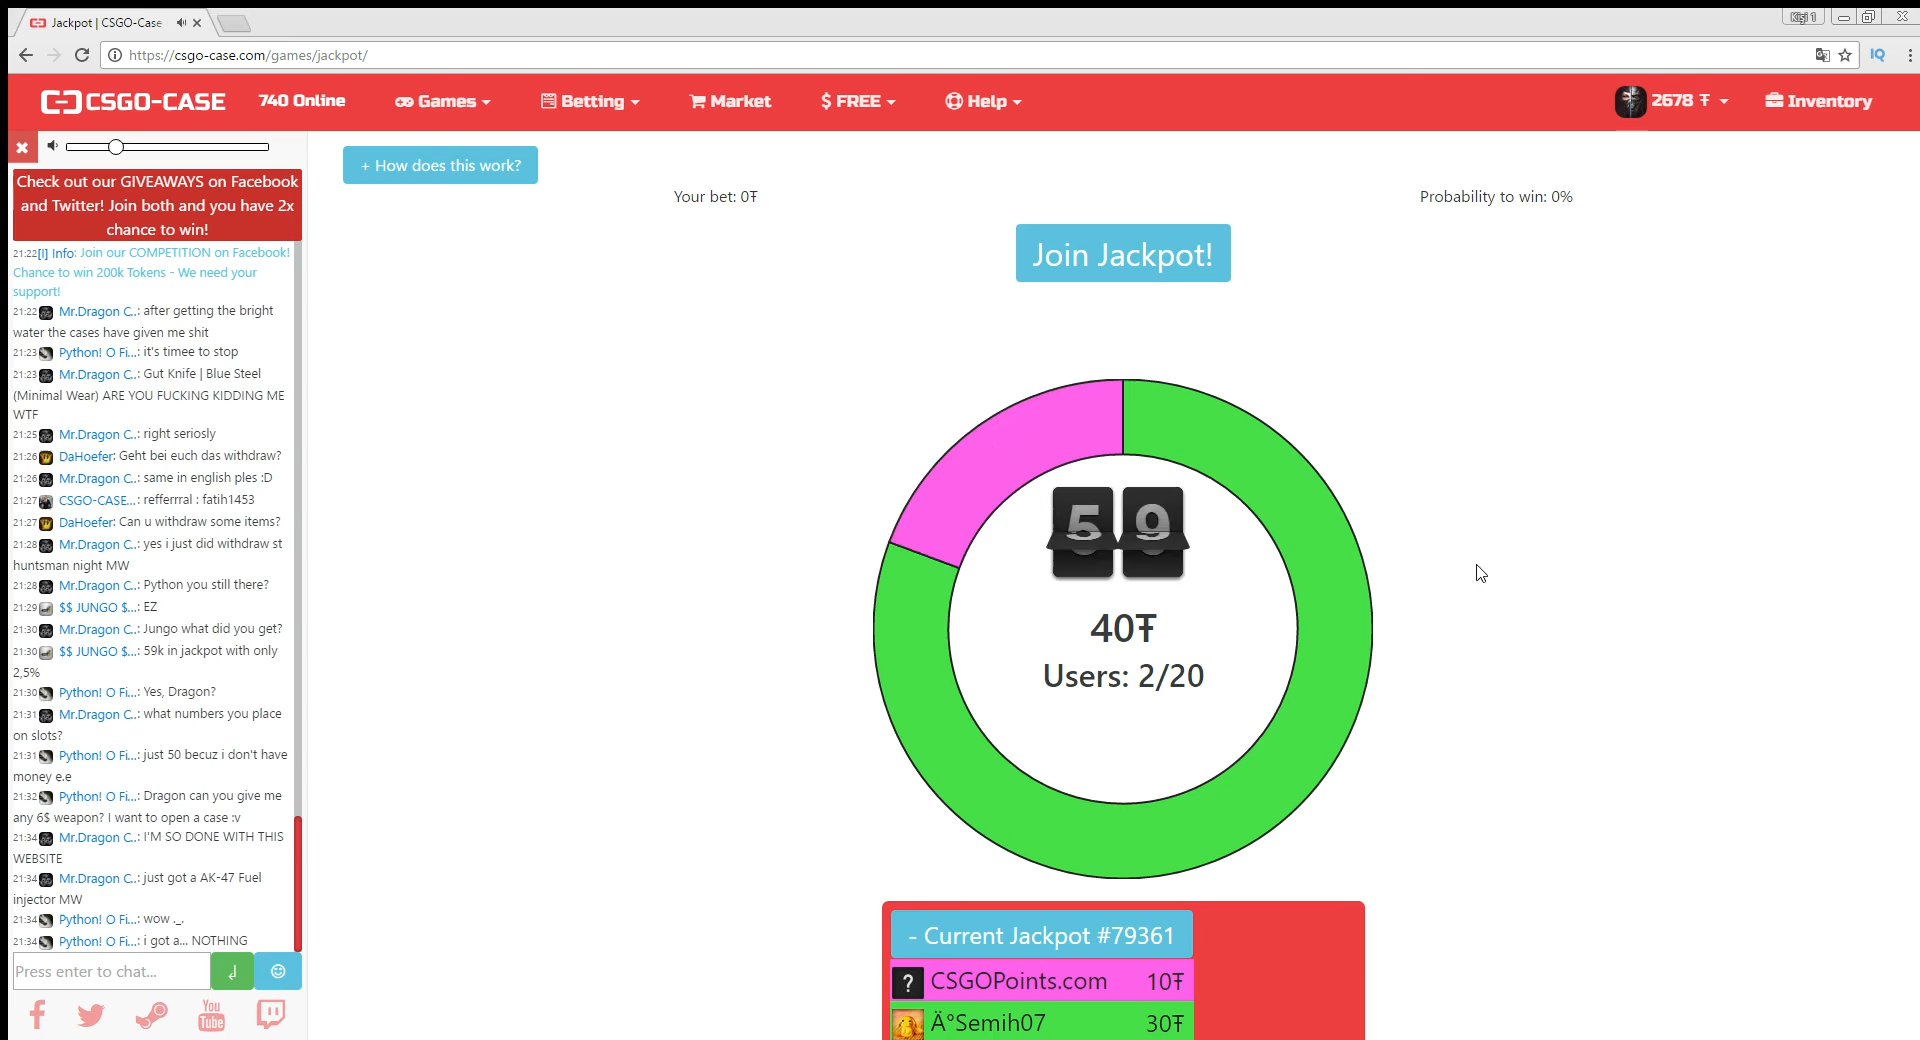 Jackpot | CSGO-Case
Kişi 1
https://csgo-case.com/games/jackpot/
IQ
CSGO-CASE
740 Online
Games
Betting
Market
$ FREE
Help
2678 Ŧ
Inventory
Check out our GIVEAWAYS on Facebook
and Twitter! Join both and you have 2x
chance to win!
21:22[I] Info: Join our COMPETITION on Facebook!
Chance to win 200k Tokens - We need your
support!
21:22 Mr.Dragon C..: after getting the bright
water the cases have given me shit
21:23 Python! O Fi...: it's timee to stop
21:23 Mr.Dragon C..: Gut Knife | Blue Steel
(Minimal Wear) ARE YOU FUCKING KIDDING ME
WTF
21:25 Mr.Dragon C..: right seriosly
21:26 DaHoefer: Geht bei euch das withdraw?
21:26 Mr.Dragon C..: same in english ples :D
21:27 CSGO-CASE...: refferrral : fatih1453
21:27 DaHoefer: Can u withdraw some items?
21:28 Mr.Dragon C..: yes i just did withdraw st
huntsman night MW
21:28 Mr.Dragon C..: Python you still there?
21:29 $$ JUNGO $...: EZ
21:30 Mr.Dragon C..: Jungo what did you get?
21:30 $$ JUNGO $...: 59k in jackpot with only
2,5%
21:30 Python! O Fi...: Yes, Dragon?
21:31 Mr.Dragon C..: what numbers you place
on slots?
21:31 Python! O Fi...: just 50 becuz i don't have
money e.e
21:32 Python! O Fi...: Dragon can you give me
any 6$ weapon? I want to open a case :v
21:34 Mr.Dragon C..: I'M SO DONE WITH THIS
WEBSITE
21:34 Mr.Dragon C..: just got a AK-47 Fuel
injector MW
21:34 Python! O Fi...: wow ._.
21:34 Python! O Fi...: i got a... NOTHING
Press enter to chat...
You
Tube
+ How does this work?
Your bet: 0Ŧ
Probability to win: 0%
Join Jackpot!
59
40Ŧ
Users: 2/20
- Current Jackpot #79361
? CSGOPoints.com 10Ŧ
Ä°Semih07 30Ŧ